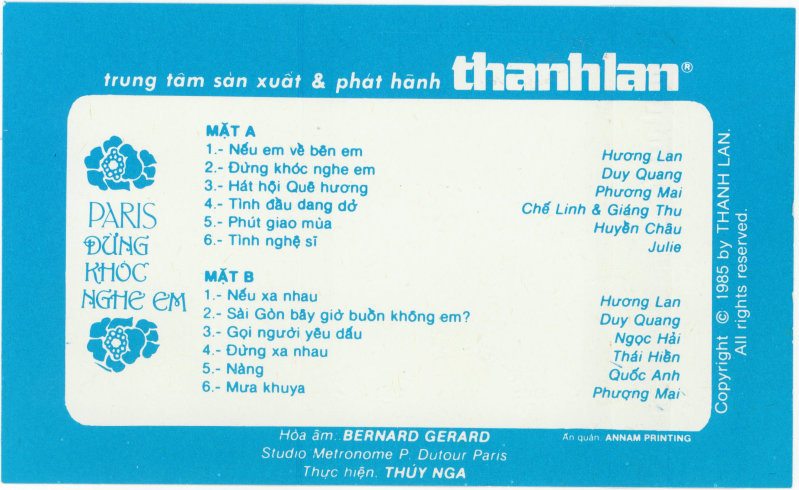 trung tâm sản xuất & phát hành thanhlan®
PARIS
ĐỪNG
KHÓC
NGHE EM
MẶT A
1.- Nếu em về bên em Hương Lan
2.- Đừng khóc nghe em Duy Quang
3.- Hát hội Quê hương Phương Mai
4.- Tình đầu dang dở Chế Linh & Giáng Thu
5.- Phút giao mùa Huyền Châu
6.- Tình nghệ sĩ Julie
MẶT B
1.- Nếu xa nhau Hương Lan
2.- Sài Gòn bây giờ buồn không em? Duy Quang
3.- Gọi người yêu dấu Ngọc Hải
4.- Đừng xa nhau Thái Hiền
5.- Nàng Quốc Anh
6.- Mưa khuya Phượng Mai
Copyright © 1985 by THANH LAN.
All rights reserved.
Hòa âm: BERNARD GERARD
Ấn quán: ANNAM PRINTING
Studio Metronome P. Dutour Paris
Thực hiện: THÚY NGA